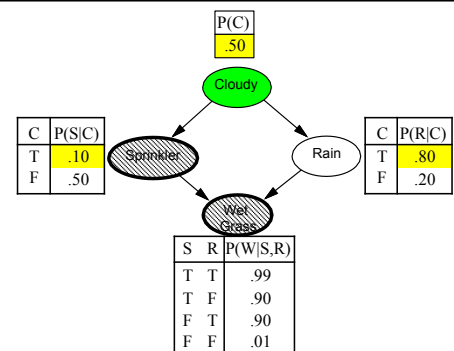 P(C)
.50
Cloudy
C P(S|C)
T .10
F .50
Sprinkler
Rain
C P(R|C)
T .80
F .20
Wet
Grass
S R P(W|S,R)
T T .99
T F .90
F T .90
F F .01